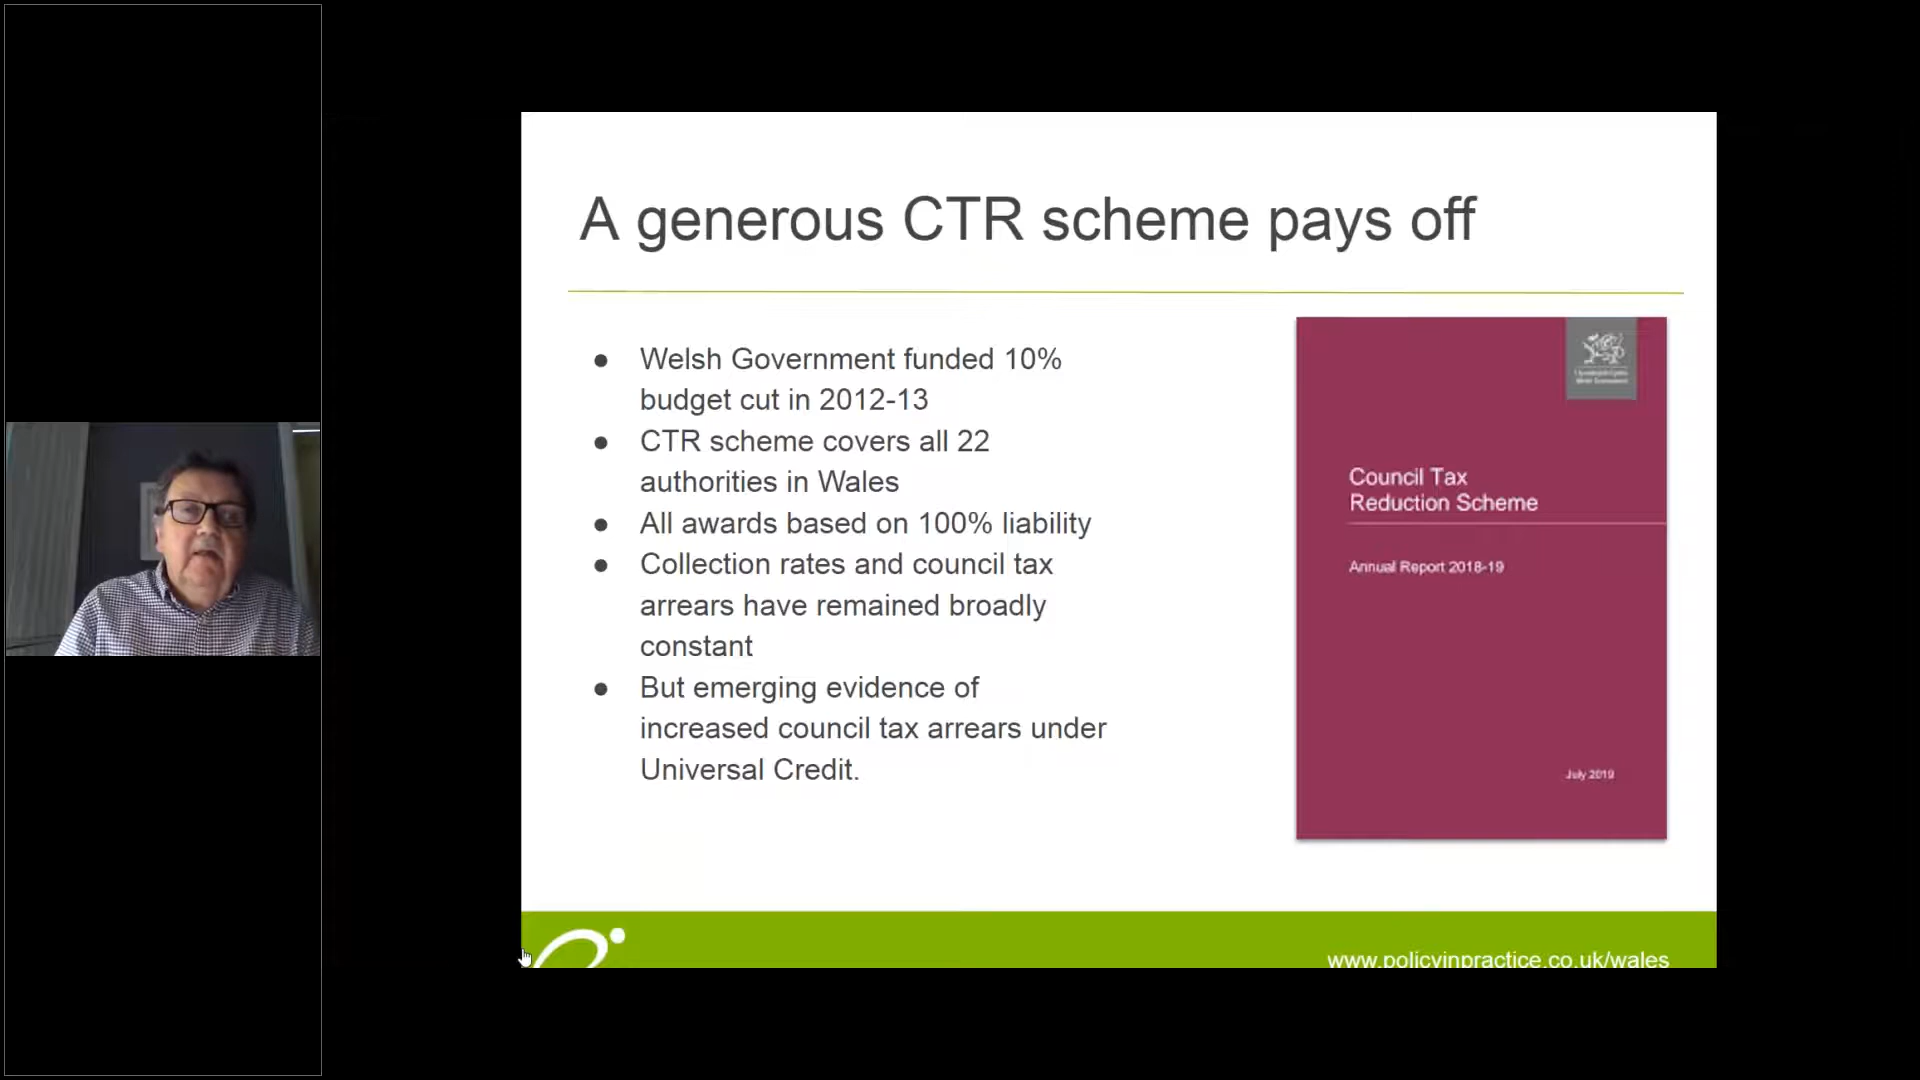 A generous CTR scheme pays off
● Welsh Government funded 10%
budget cut in 2012-13
● CTR scheme covers all 22
authorities in Wales
● All awards based on 100% liability
● Collection rates and council tax
arrears have remained broadly
constant
● But emerging evidence of
increased council tax arrears under
Universal Credit.
Council Tax
Reduction Scheme
Annual Report 2018-19
July 2019
www.policyinpractice.co.uk/wales